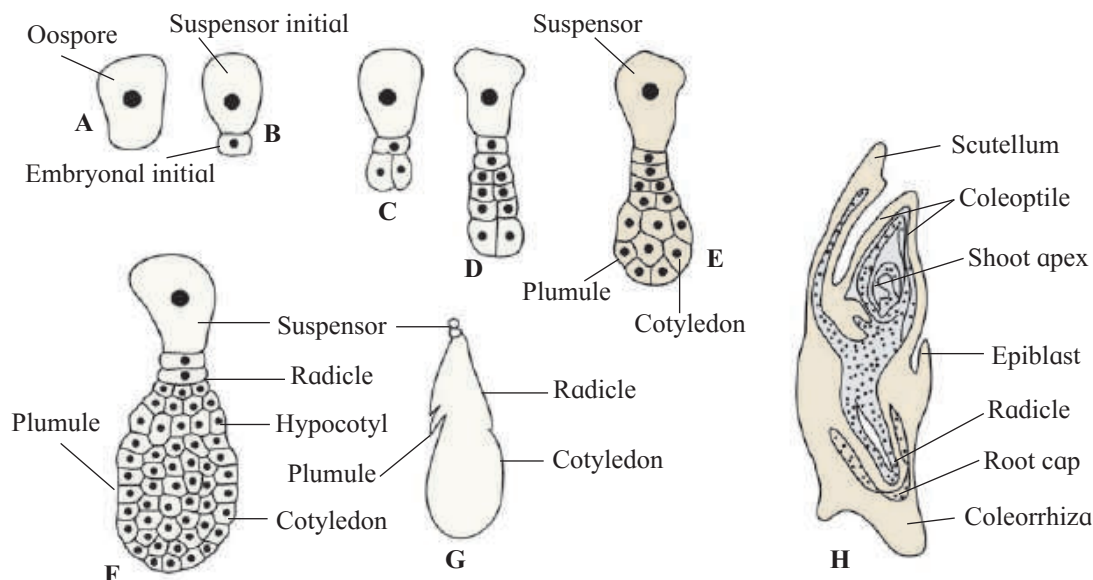 Suspensor initial
Oospore
A
B
Embryonal initial
C
D
Suspensor
E
Plumule
Cotyledon
Suspensor
Radicle
Hypocotyl
Plumule
Cotyledon
F
Radicle
Plumule
Cotyledon
G
Scutellum
Coleoptile
Shoot apex
Epiblast
Radicle
Root cap
Coleorrhiza
H